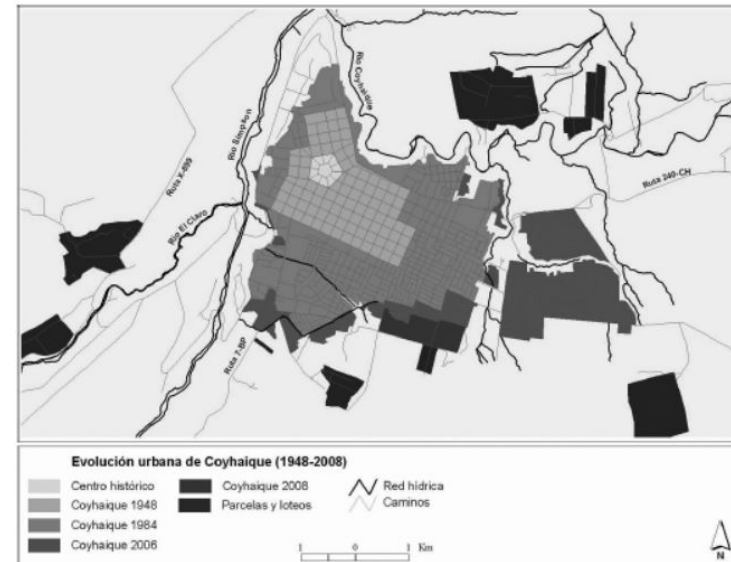 Río Coyhaique
Río Simpson
Ruta X-899
Río El Claro
Ruta 240-CH
Ruta 7-BP
Evolución urbana de Coyhaique (1948-2008)
Centro histórico
Coyhaique 1948
Coyhaique 1984
Coyhaique 2006
Coyhaique 2008
Parcelas y loteos
Red hídrica
Caminos
1 0 1 Km
N